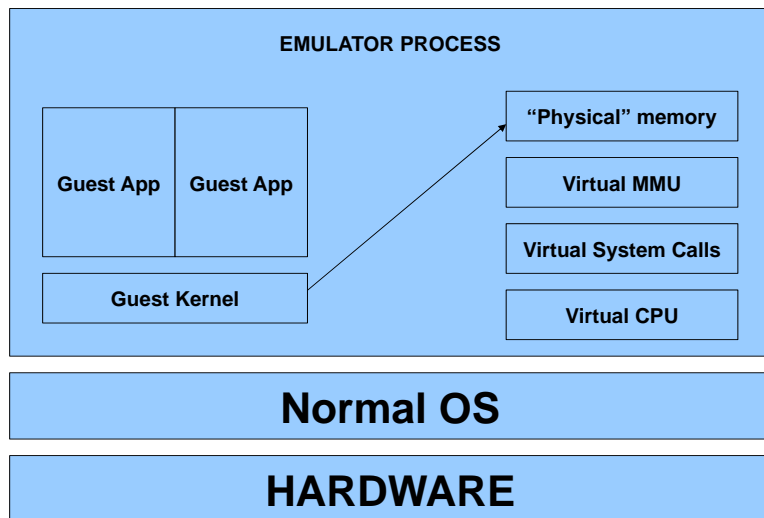 EMULATOR PROCESS
Guest App
Guest App
Guest Kernel
“Physical” memory
Virtual MMU
Virtual System Calls
Virtual CPU
Normal OS
HARDWARE